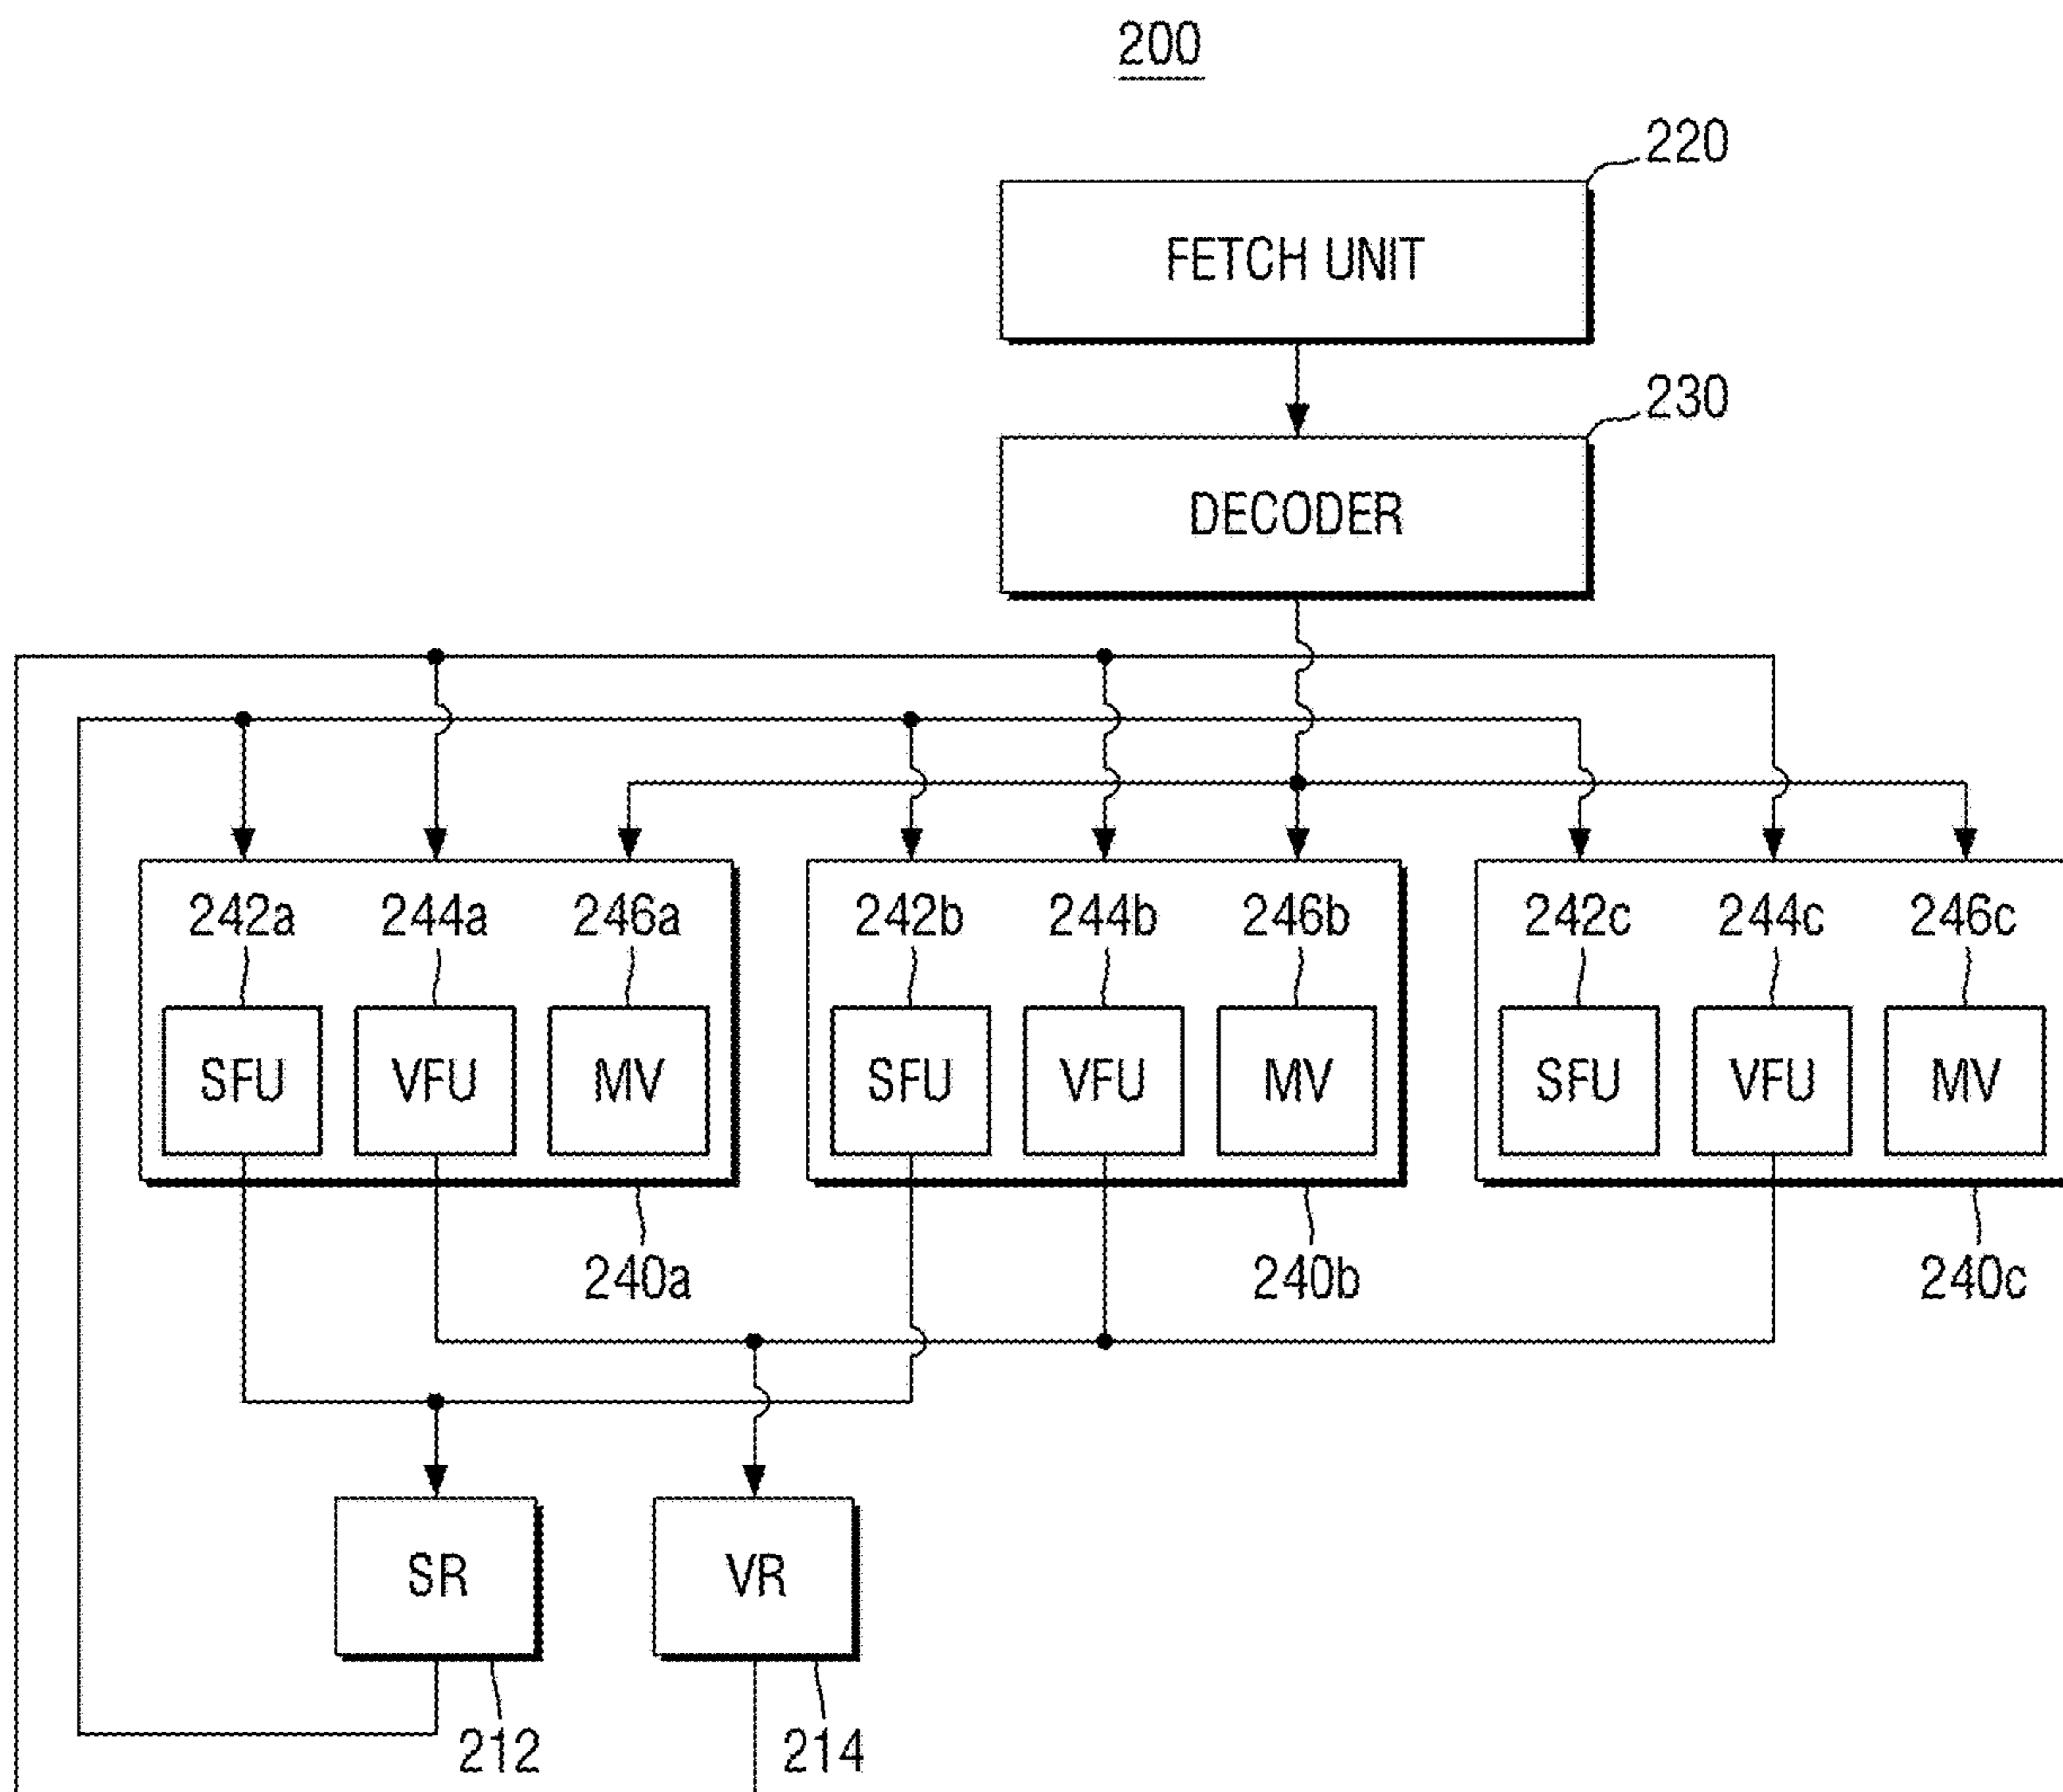 200
220
FETCH UNIT
230
DECODER
242a 244a 246a 242b 244b 246b 242c 244c 246c
SFU VFU MV SFU VFU MV SFU VFU MV
240a 240b 240c
SR VR
212 214